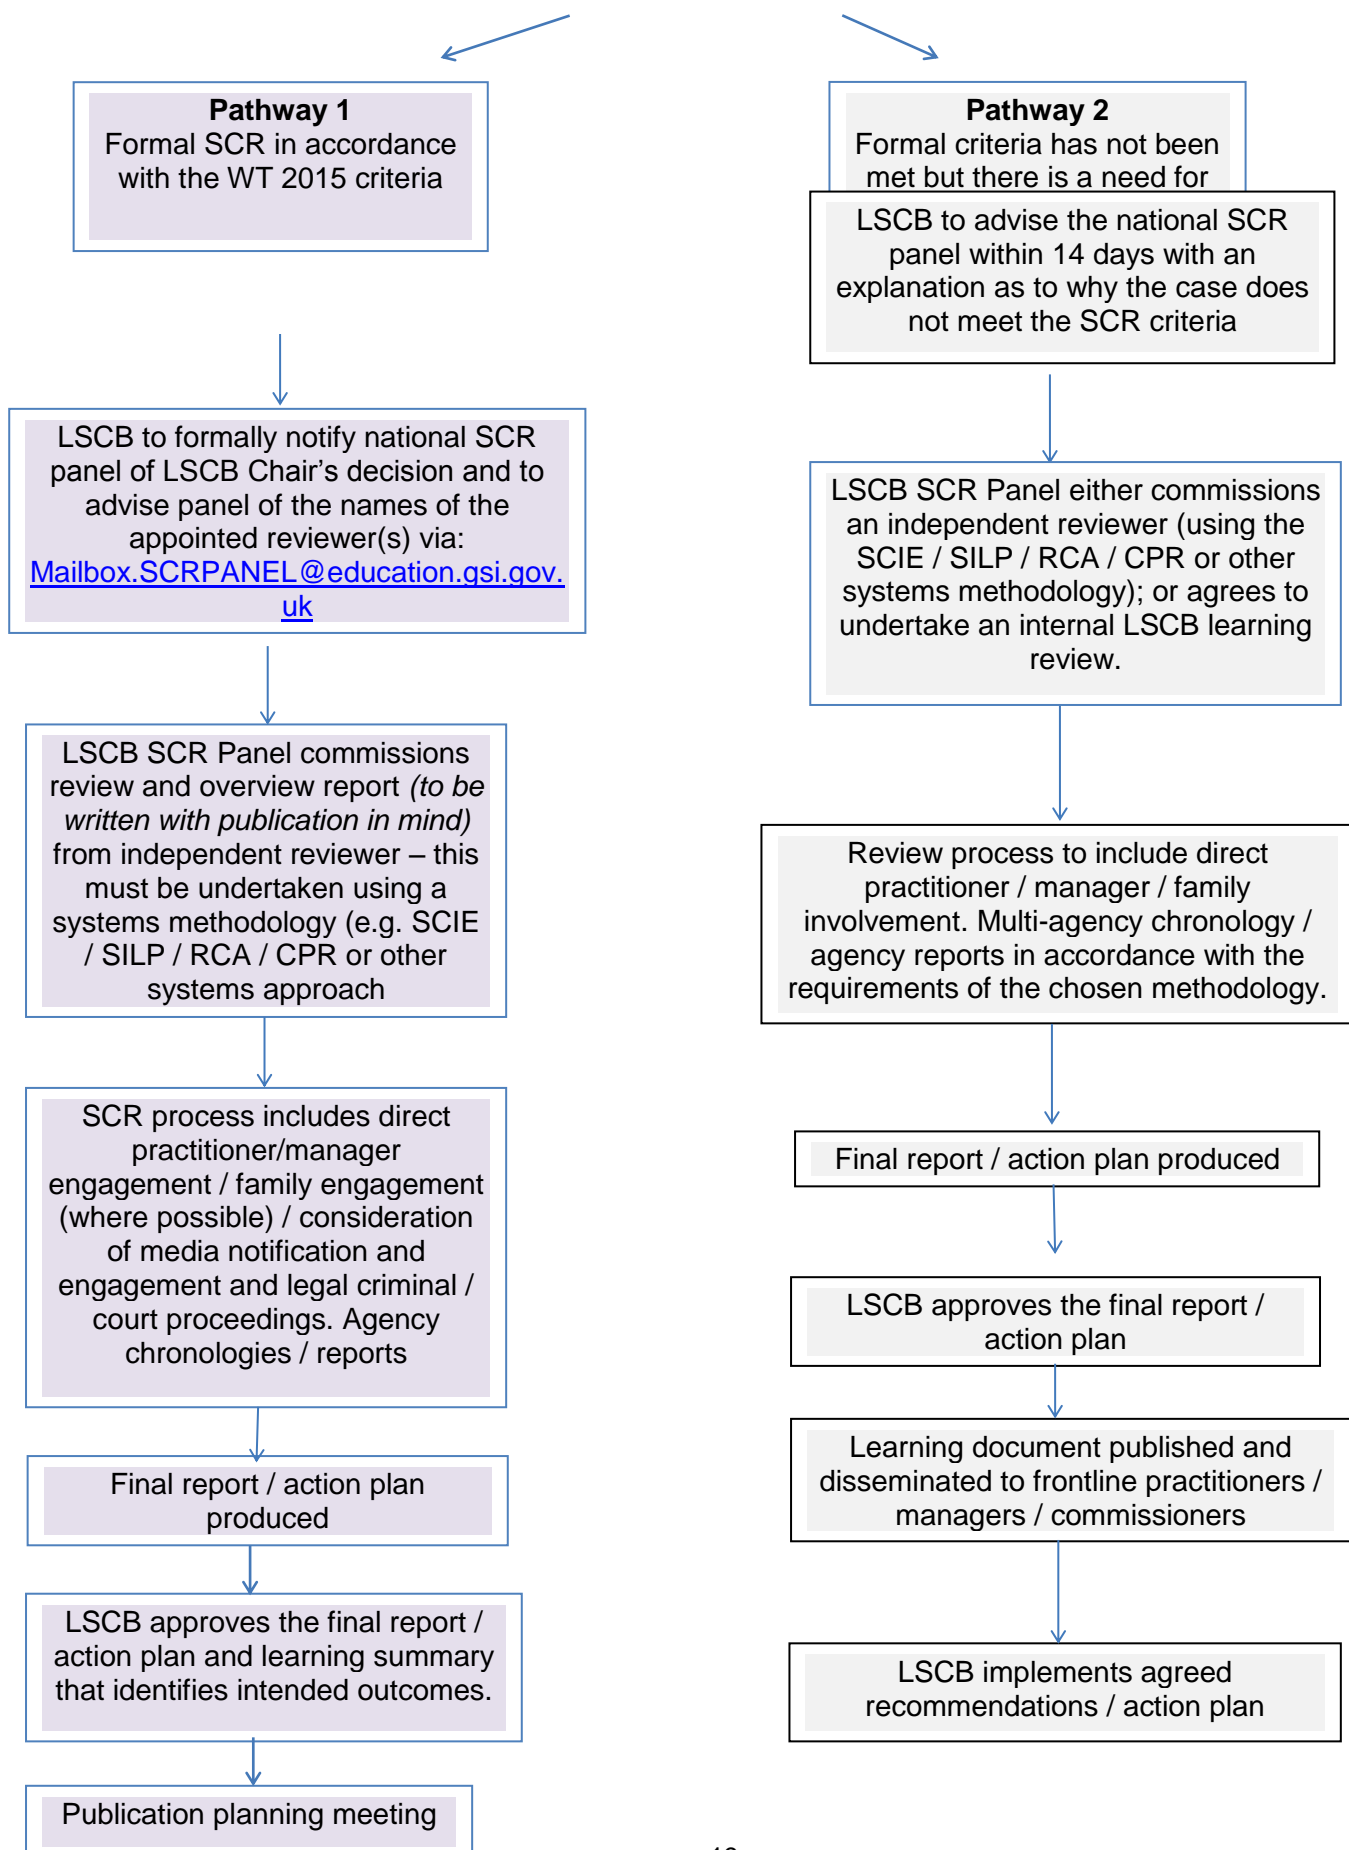 Pathway 1
Formal SCR in accordance
with the WT 2015 criteria
LSCB to formally notify national SCR
panel of LSCB Chair’s decision and to
advise panel of the names of the
appointed reviewer(s) via:
Mailbox.SCRPANEL@education.gsi.gov.
uk
LSCB SCR Panel commissions
review and overview report (to be
written with publication in mind)
from independent reviewer – this
must be undertaken using a
systems methodology (e.g. SCIE
/ SILP / RCA / CPR or other
systems approach
SCR process includes direct
practitioner/manager
engagement / family engagement
(where possible) / consideration
of media notification and
engagement and legal criminal /
court proceedings. Agency
chronologies / reports
Final report / action plan
produced
LSCB approves the final report /
action plan and learning summary
that identifies intended outcomes.
Publication planning meeting
Pathway 2
Formal criteria has not been
met but there is a need for
LSCB to advise the national SCR
panel within 14 days with an
explanation as to why the case does
not meet the SCR criteria
LSCB SCR Panel either commissions
an independent reviewer (using the
SCIE / SILP / RCA / CPR or other
systems methodology); or agrees to
undertake an internal LSCB learning
review.
Review process to include direct
practitioner / manager / family
involvement. Multi-agency chronology /
agency reports in accordance with the
requirements of the chosen methodology.
Final report / action plan produced
LSCB approves the final report /
action plan
Learning document published and
disseminated to frontline practitioners /
managers / commissioners
LSCB implements agreed
recommendations / action plan